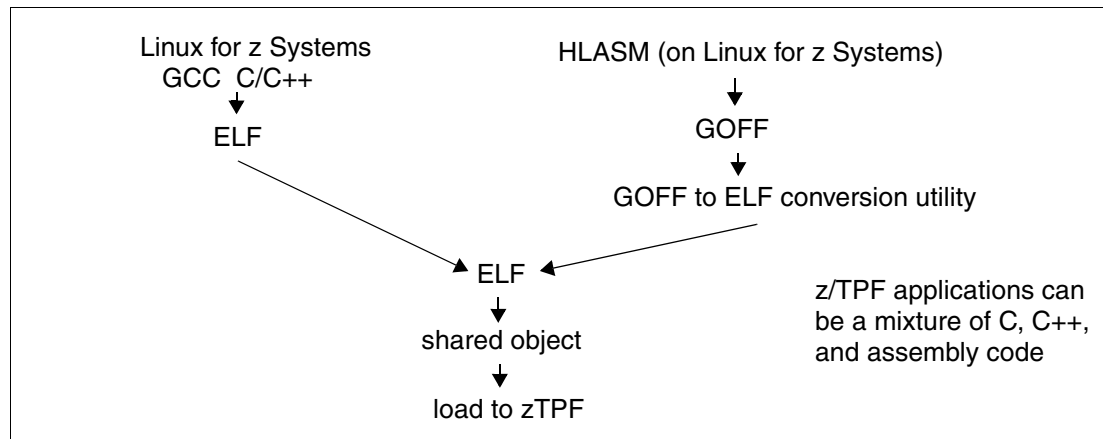 Linux for z Systems
GCC C/C++
ELF
HLASM (on Linux for z Systems)
GOFF
GOFF to ELF conversion utility
ELF
shared object
load to zTPF
z/TPF applications can
be a mixture of C, C++,
and assembly code